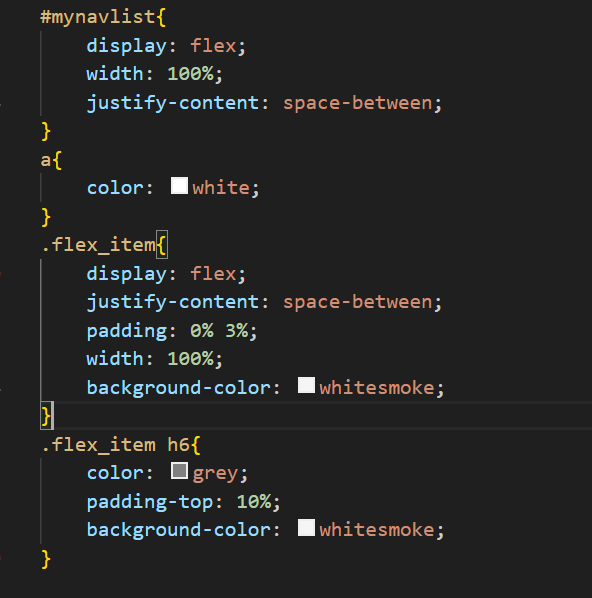 #mynavlist{
    display: flex;
    width: 100%;
    justify-content: space-between;
}
a{
    color: white;
}
.flex_item{
    display: flex;
    justify-content: space-between;
    padding: 0% 3%;
    width: 100%;
    background-color: whitesmoke;
}
.flex_item h6{
    color: grey;
    padding-top: 10%;
    background-color: whitesmoke;
}